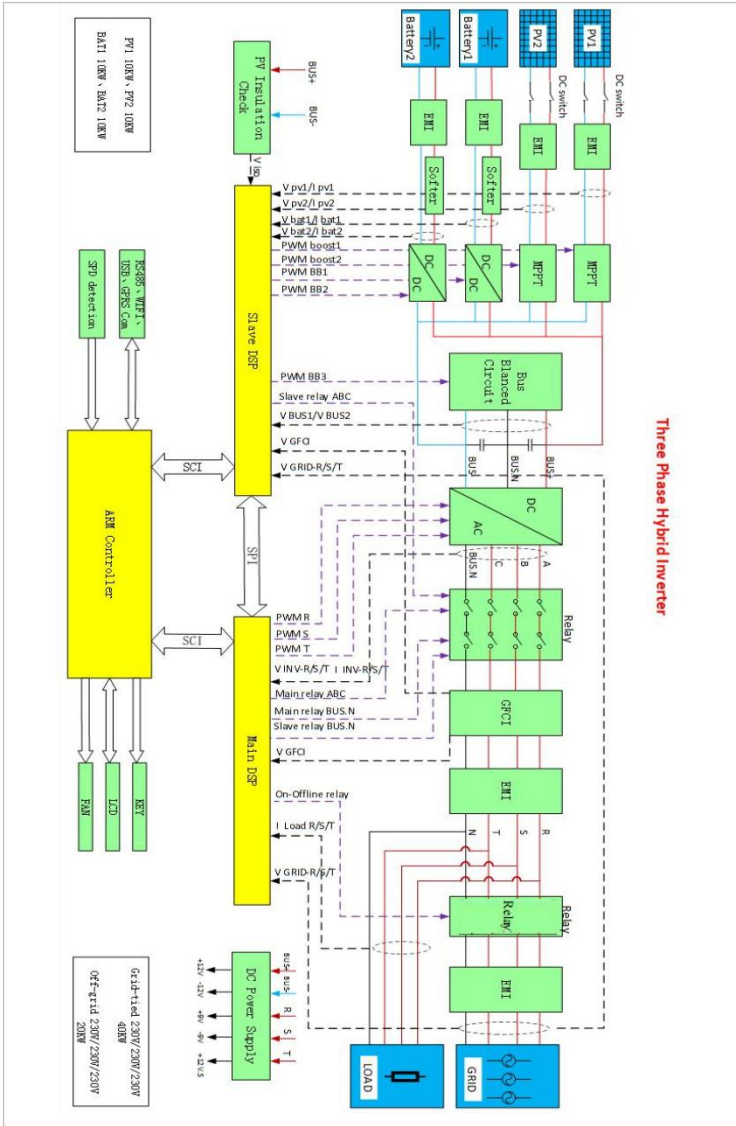 Three Phase Hybrid Inverter
DC switch
PV1
EMI
MPPT
DC switch
PV2
EMI
MPPT
Battery1
EMI
Softer
DC
DC
Battery2
EMI
Softer
DC
DC
Bus
Blanced
Circuit
BUS+
BUS.N
BUS-
DC
AC
A
B
C
BUS.N
Relay
GFCI
EMI
R
S
T
N
Relay
Relay
EMI
GRID
LOAD
V pv1/I pv1
V pv2/I pv2
V bat1/I bat1
V bat2/I bat2
PWM boost1
PWM boost2
PWM BB1
PWM BB2
PWM BB3
Slave relay ABC
V BUS1/V BUS2
V GFCI
V GRID-R/S/T
PWM R
PWM S
PWM T
V INV-R/S/T
I INV-R/S/T
Main relay ABC
Main relay BUS.N
Slave relay BUS.N
V GFCI
On-Offline relay
I Load R/S/T
V GRID-R/S/T
BUS+
BUS-
PV Insulation
Check
V iso
Slave DSP
SPI
Main DSP
BUS+
BUS-
R
S
T
DC Power Supply
+12V
-12V
+9V
-9V
+12V.S
SCI
SCI
RS485、WIFI、
USB、GPRS Com
SPD detection
ARM Controller
KEY
LCD
FAN
PV1 10KW、PV2 10KW
BAT1 10KW、BAT2 10KW
Grid-tied 230V/230V/230V
40KW
Off-grid 230V/230V/230V
20KW